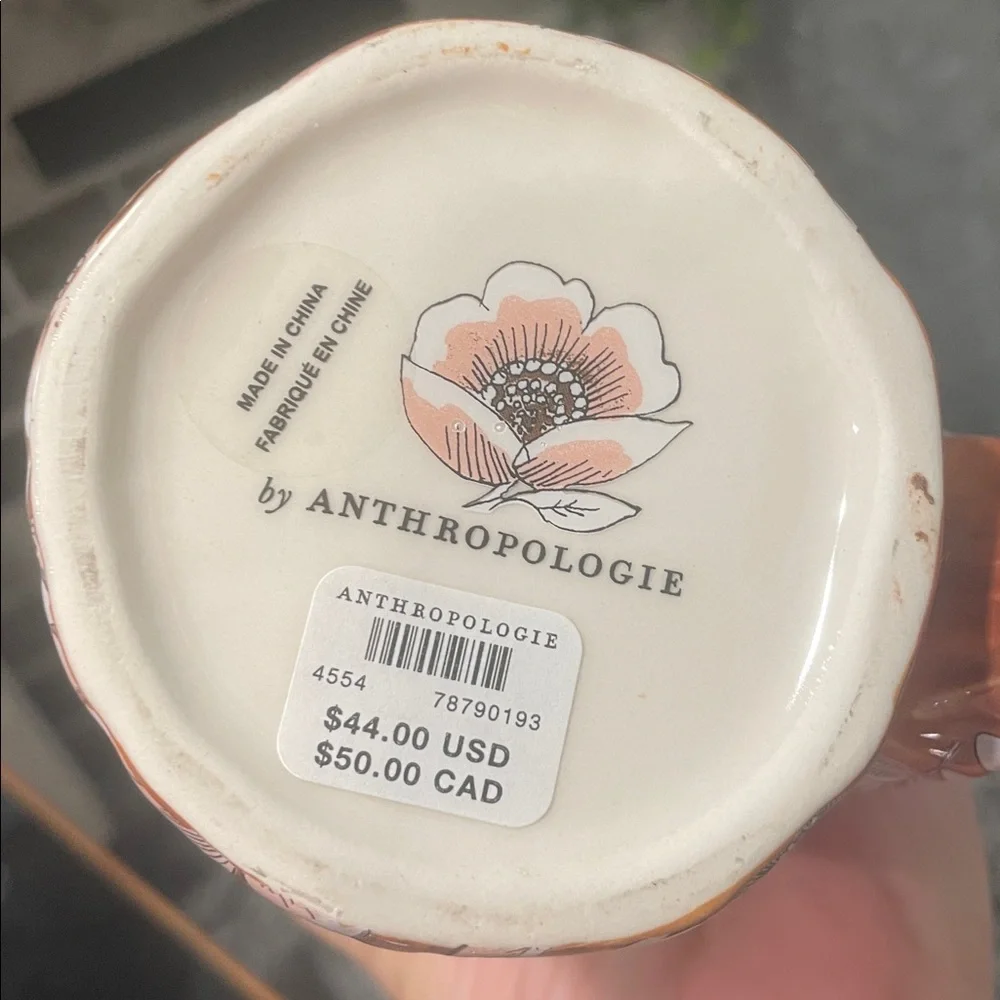 MADE IN CHINA
FABRIQUÉ EN CHINE
by ANTHROPOLOGIE
ANTHROPOLOGIE
4554 78790193
$44.00 USD
$50.00 CAD